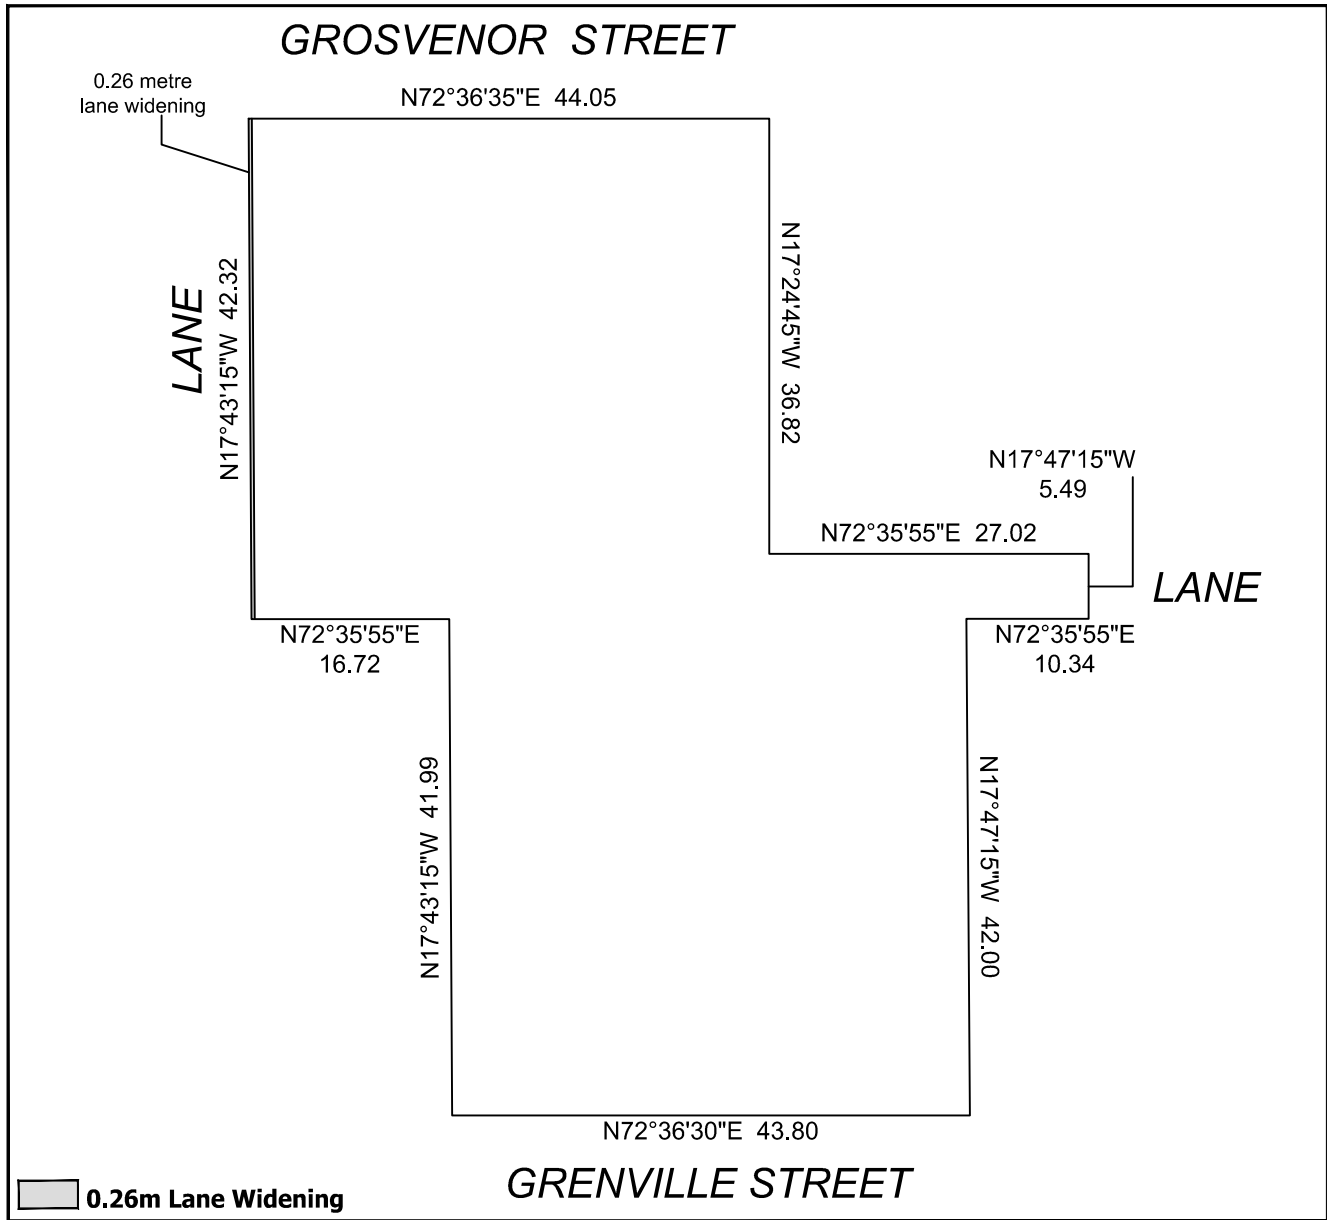 GROSVENOR STREET
0.26 metre
lane widening
N72°36'35"E 44.05
LANE
N17°43'15"W 42.32
N17°24'45"W 36.82
N17°47'15"W
5.49
N72°35'55"E 27.02
LANE
N72°35'55"E
16.72
N72°35'55"E
10.34
N17°43'15"W 41.99
N17°47'15"W 42.00
N72°36'30"E 43.80
GRENVILLE STREET
0.26m Lane Widening